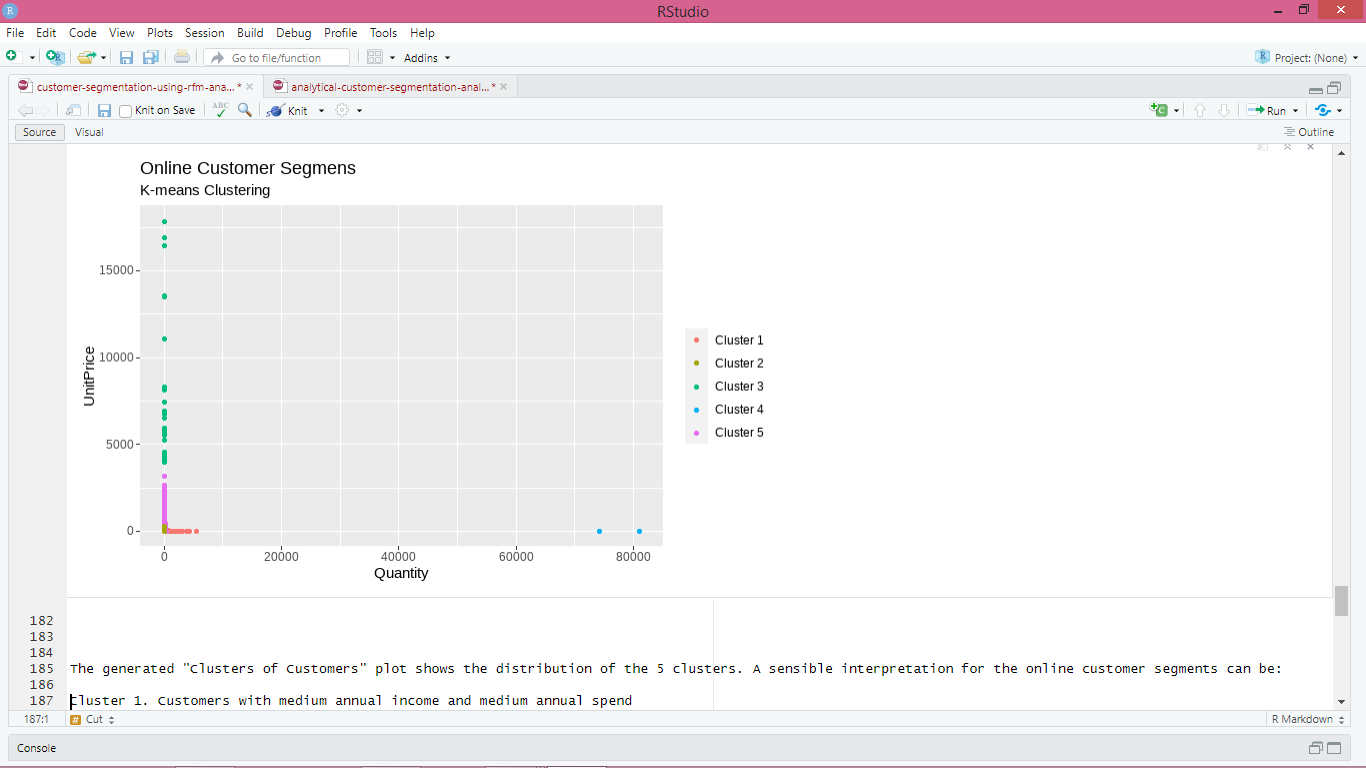 RStudio
File Edit Code View Plots Session Build Debug Profile Tools Help
Go to file/function Addins Project: (None)
customer-segmentation-using-rfm-ana...* analytical-customer-segmentation-anal...*
Knit on Save ABC Knit Run
Source Visual Outline
Online Customer Segmens
K-means Clustering
15000
10000
5000
0
UnitPrice
0 20000 40000 60000 80000
Quantity
Cluster 1
Cluster 2
Cluster 3
Cluster 4
Cluster 5
182
183
184
185 The generated "Clusters of Customers" plot shows the distribution of the 5 clusters. A sensible interpretation for the online customer segments can be:
186
187 Cluster 1. Customers with medium annual income and medium annual spend
187:1 # Cut R Markdown
Console